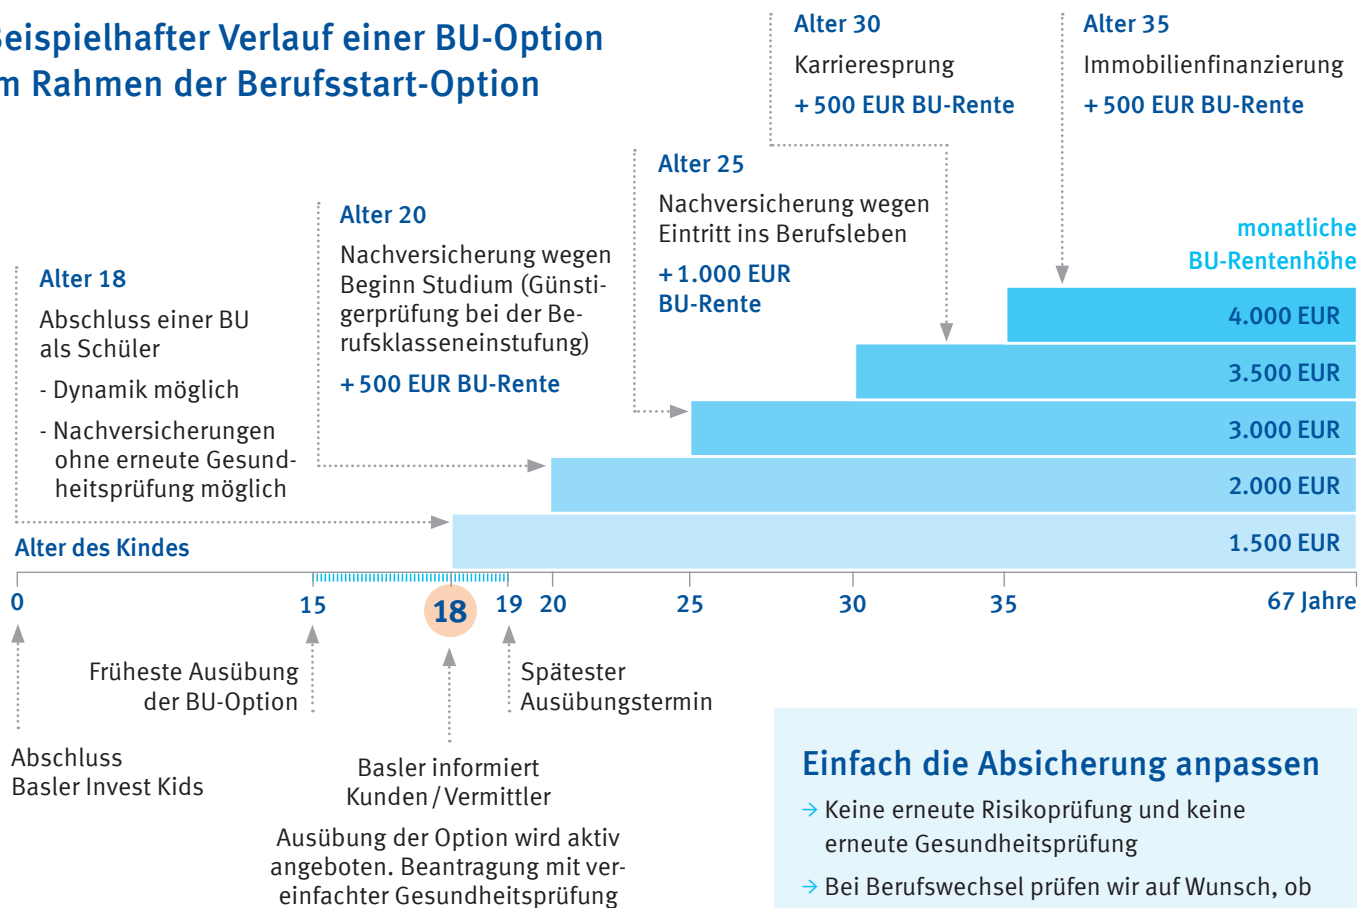 Beispielhafter Verlauf einer BU-Option
im Rahmen der Berufsstart-Option
Alter 30
Karrieresprung
+ 500 EUR BU-Rente
Alter 35
Immobilienfinanzierung
+ 500 EUR BU-Rente
Alter 25
Nachversicherung wegen
Eintritt ins Berufsleben
+ 1.000 EUR
BU-Rente
Alter 20
Nachversicherung wegen
Beginn Studium (Günsti-
gerprüfung bei der Be-
rufsklasseneinstufung)
+ 500 EUR BU-Rente
Alter 18
Abschluss einer BU
als Schüler
- Dynamik möglich
- Nachversicherungen
ohne erneute Gesund-
heitsprüfung möglich
monatliche
BU-Rentenhöhe
4.000 EUR
3.500 EUR
3.000 EUR
2.000 EUR
1.500 EUR
Alter des Kindes
0 15 18 19 20 25 30 35 67 Jahre
Früheste Ausübung
der BU-Option
Spätester
Ausübungstermin
Abschluss
Basler Invest Kids
Basler informiert
Kunden / Vermittler
Ausübung der Option wird aktiv
angeboten. Beantragung mit ver-
einfachter Gesundheitsprüfung
Einfach die Absicherung anpassen
→ Keine erneute Risikoprüfung und keine
erneute Gesundheitsprüfung
→ Bei Berufswechsel prüfen wir auf Wunsch, ob